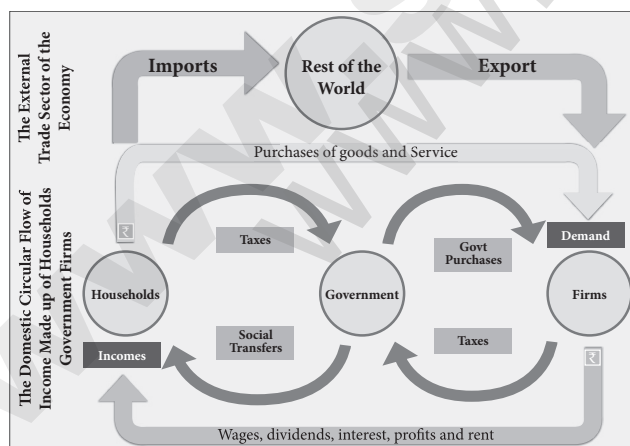 The External
Trade Sector of the
Economy
Imports
Rest of the
World
Export
Purchases of goods and Service
The Domestic Circular Flow of
Income Made up of Households
Government Firms
₹
Taxes
Govt
Purchases
Demand
Households
Government
Firms
Incomes
Social
Transfers
Taxes
₹
Wages, dividends, interest, profits and rent